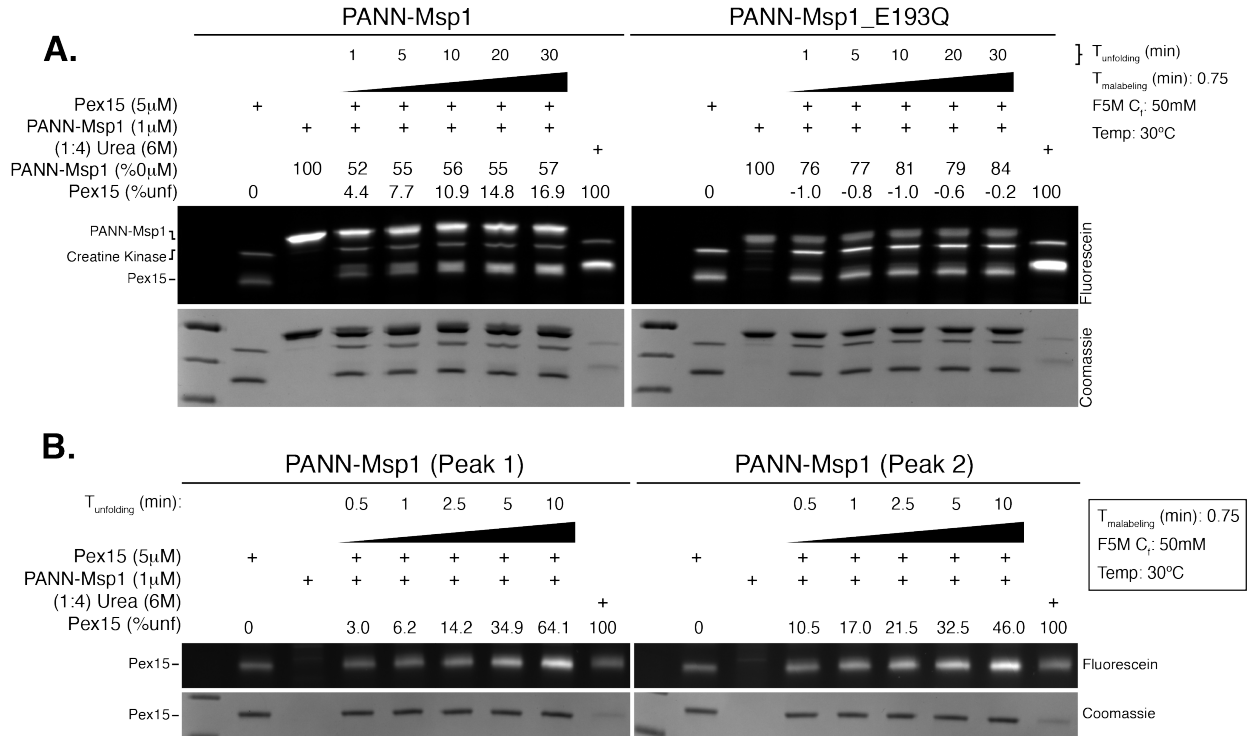 PANN-Msp1 PANN-Msp1_E193Q
A.
1 5 10 20 30 1 5 10 20 30 } Tunfolding (min)
Tmalabeling (min): 0.75
Pex15 (5μM) + + + + + + + + + + + + F5M Cf: 50mM
PANN-Msp1 (1μM) + + + + + + + + + + + + Temp: 30ºC
(1:4) Urea (6M) + +
PANN-Msp1 (%0μM) 100 52 55 56 55 57 100 76 77 81 79 84
Pex15 (%unf) 0 4.4 7.7 10.9 14.8 16.9 100 0 -1.0 -0.8 -1.0 -0.6 -0.2 100
PANN-Msp1
Creatine Kinase
Pex15
Fluorescein
Coomassie
B.
PANN-Msp1 (Peak 1) PANN-Msp1 (Peak 2)
Tunfolding (min): 0.5 1 2.5 5 10 0.5 1 2.5 5 10
Tmalabeling (min): 0.75
F5M Cf: 50mM
Temp: 30ºC
Pex15 (5μM) + + + + + + + + + + + +
PANN-Msp1 (1μM) + + + + + + + + + + + +
(1:4) Urea (6M) + +
Pex15 (%unf) 0 3.0 6.2 14.2 34.9 64.1 100 0 10.5 17.0 21.5 32.5 46.0 100
Pex15 Fluorescein
Pex15 Coomassie